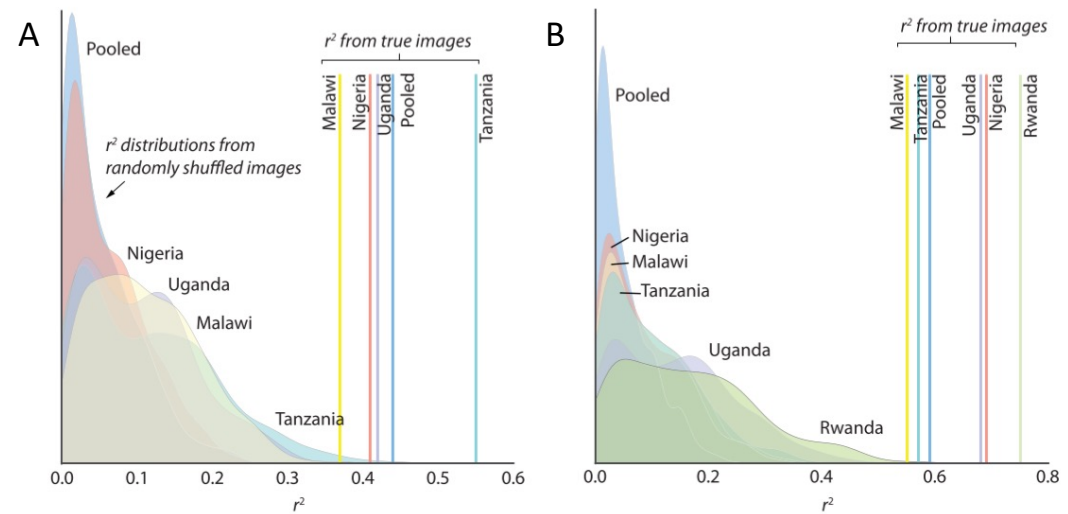 A
r² from true images
Pooled
Malawi
Nigeria
Uganda
Pooled
Tanzania
r² distributions from
randomly shuffled images
Nigeria
Uganda
Malawi
Tanzania
0.0 0.1 0.2 0.3 0.4 0.5 0.6
r²
B
r² from true images
Pooled
Malawi
Tanzania
Pooled
Uganda
Nigeria
Rwanda
Nigeria
Malawi
Tanzania
Uganda
Rwanda
0.0 0.2 0.4 0.6 0.8
r²